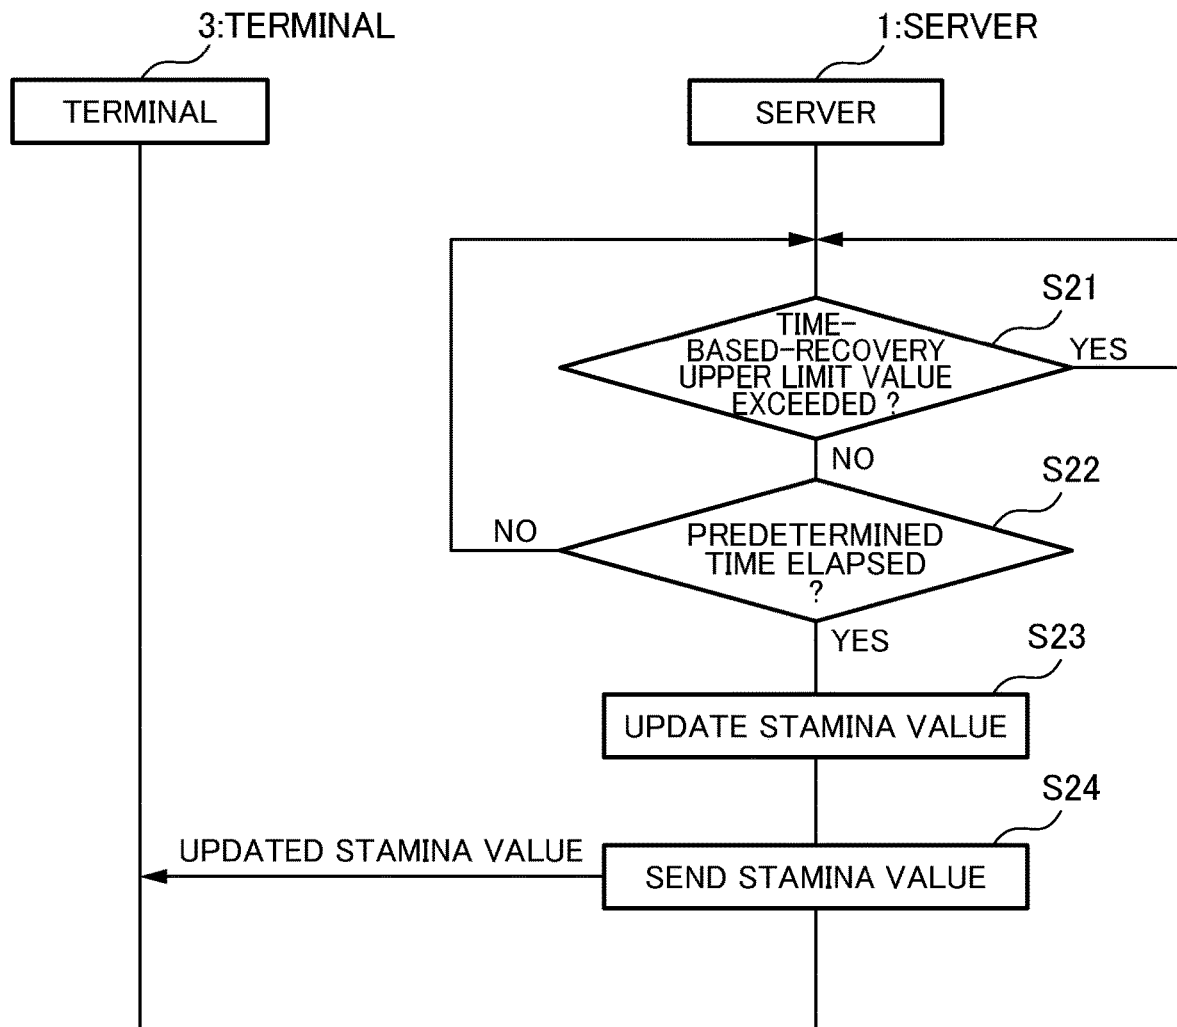 3:TERMINAL
1:SERVER
TERMINAL
SERVER
S21
TIME-
BASED-RECOVERY
UPPER LIMIT VALUE
EXCEEDED ?
YES
NO
S22
NO
PREDETERMINED
TIME ELAPSED
?
YES
S23
UPDATE STAMINA VALUE
S24
UPDATED STAMINA VALUE
SEND STAMINA VALUE